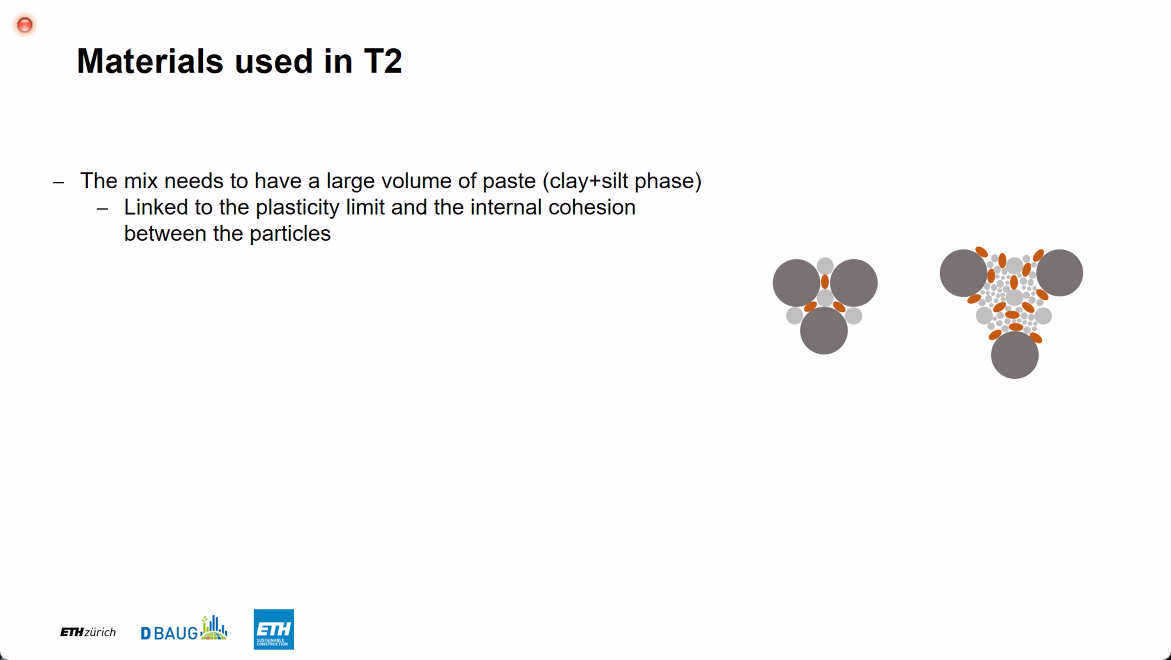 Materials used in T2
– The mix needs to have a large volume of paste (clay+silt phase)
– Linked to the plasticity limit and the internal cohesion
between the particles
ETH zürich
D BAUG
ETH
SUSTAINABLE
CONSTRUCTION